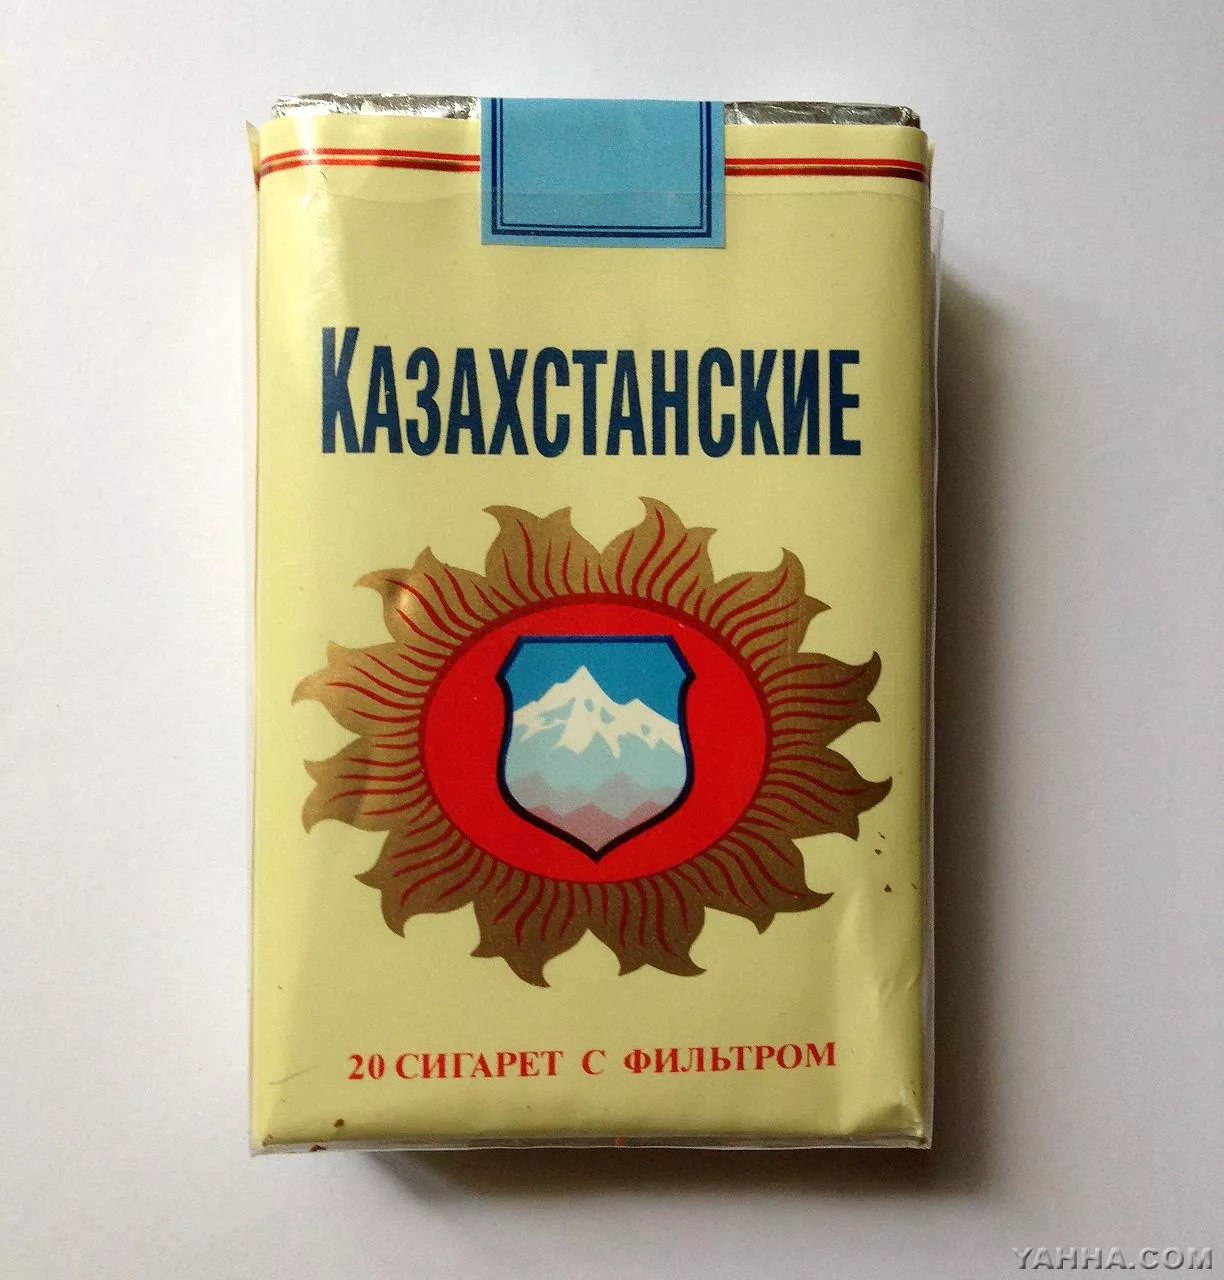 КАЗАХСТАНСКИЕ
20 СИГАРЕТ С ФИЛЬТРОМ
YAHHA.COM